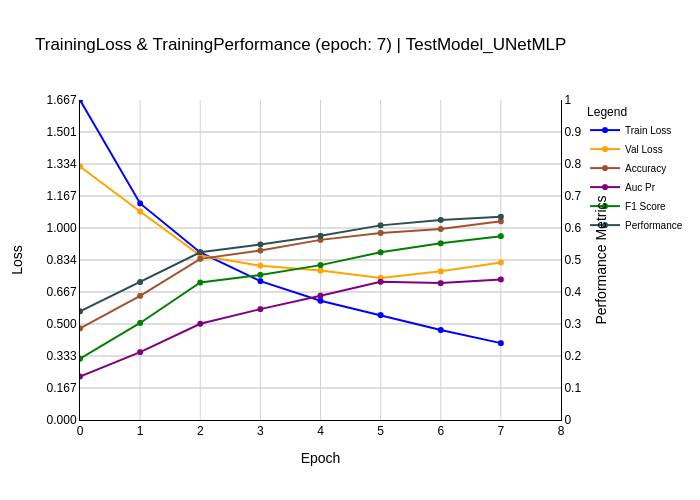 TrainingLoss & TrainingPerformance (epoch: 7) | TestModel_UNetMLP
Legend
Train Loss
Val Loss
Accuracy
Auc Pr
F1 Score
Performance
Loss
1.667
1.501
1.334
1.167
1.000
0.834
0.667
0.500
0.333
0.167
0.000
1
0.9
0.8
0.7
0.6
0.5
0.4
0.3
0.2
0.1
0
Performance Metrics
0 1 2 3 4 5 6 7 8
Epoch